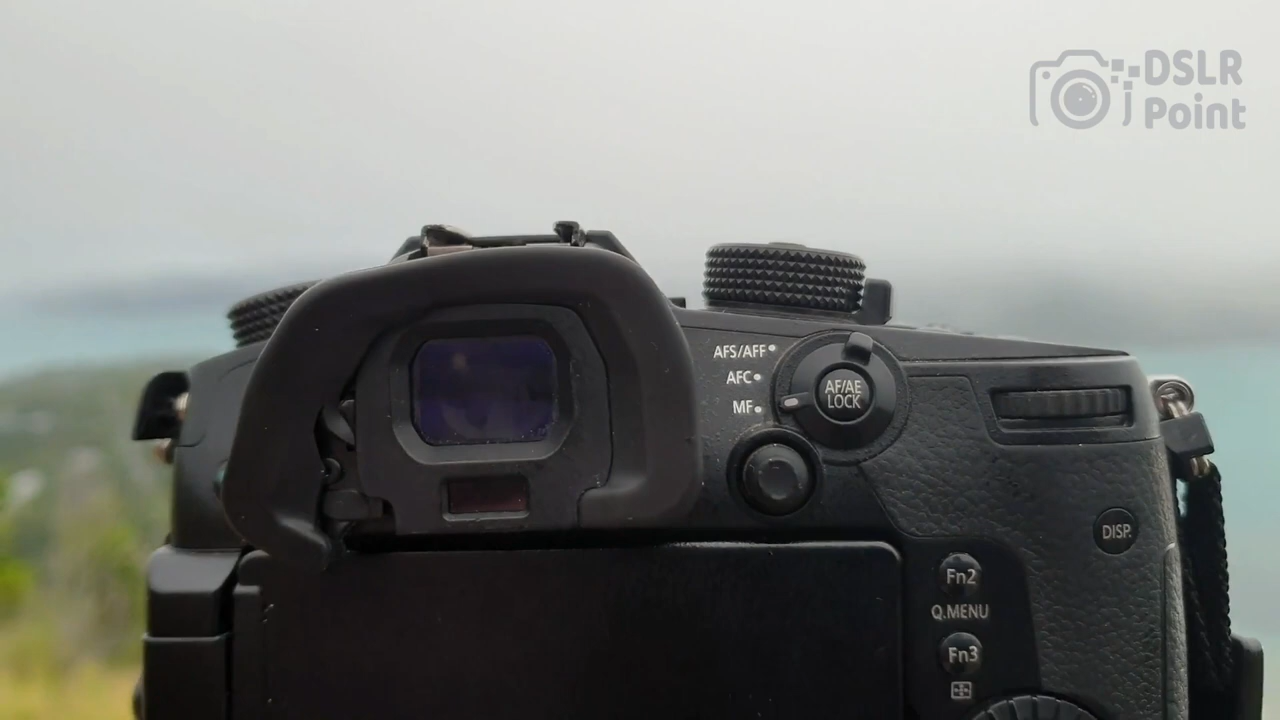 DSLR
Point
AFS/AFF
AFC
MF
AF/AE
LOCK
DISP.
Fn2
Q.MENU
Fn3